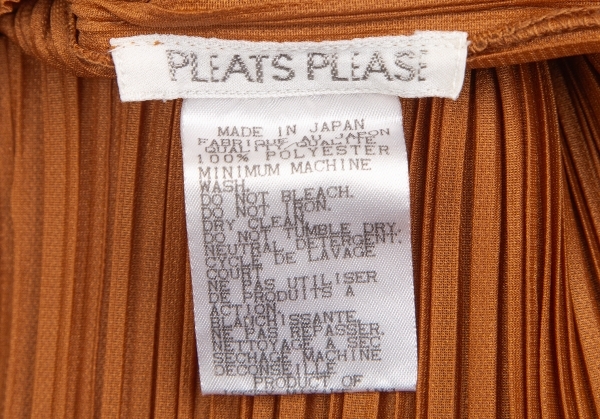 PLEATS PLEASE
MADE IN JAPAN
FABRIQUE AU JAPON
QUALITY/QUALITE
100% POLYESTER
MINIMUM MACHINE
WASH.
DO NOT BLEACH.
DO NOT IRON.
DRY CLEAN.
DO NOT TUMBLE DRY.
NEUTRAL DETERGENT.
CYCLE DE LAVAGE
COURT.
NE PAS UTILISER
DE PRODUITS A
ACTION
BLANCHISSANTE.
NE PAS REPASSER.
NETTOYAGE A SEC
SECHAGE MACHINE
DECONSEILLE
PRODUCT OF